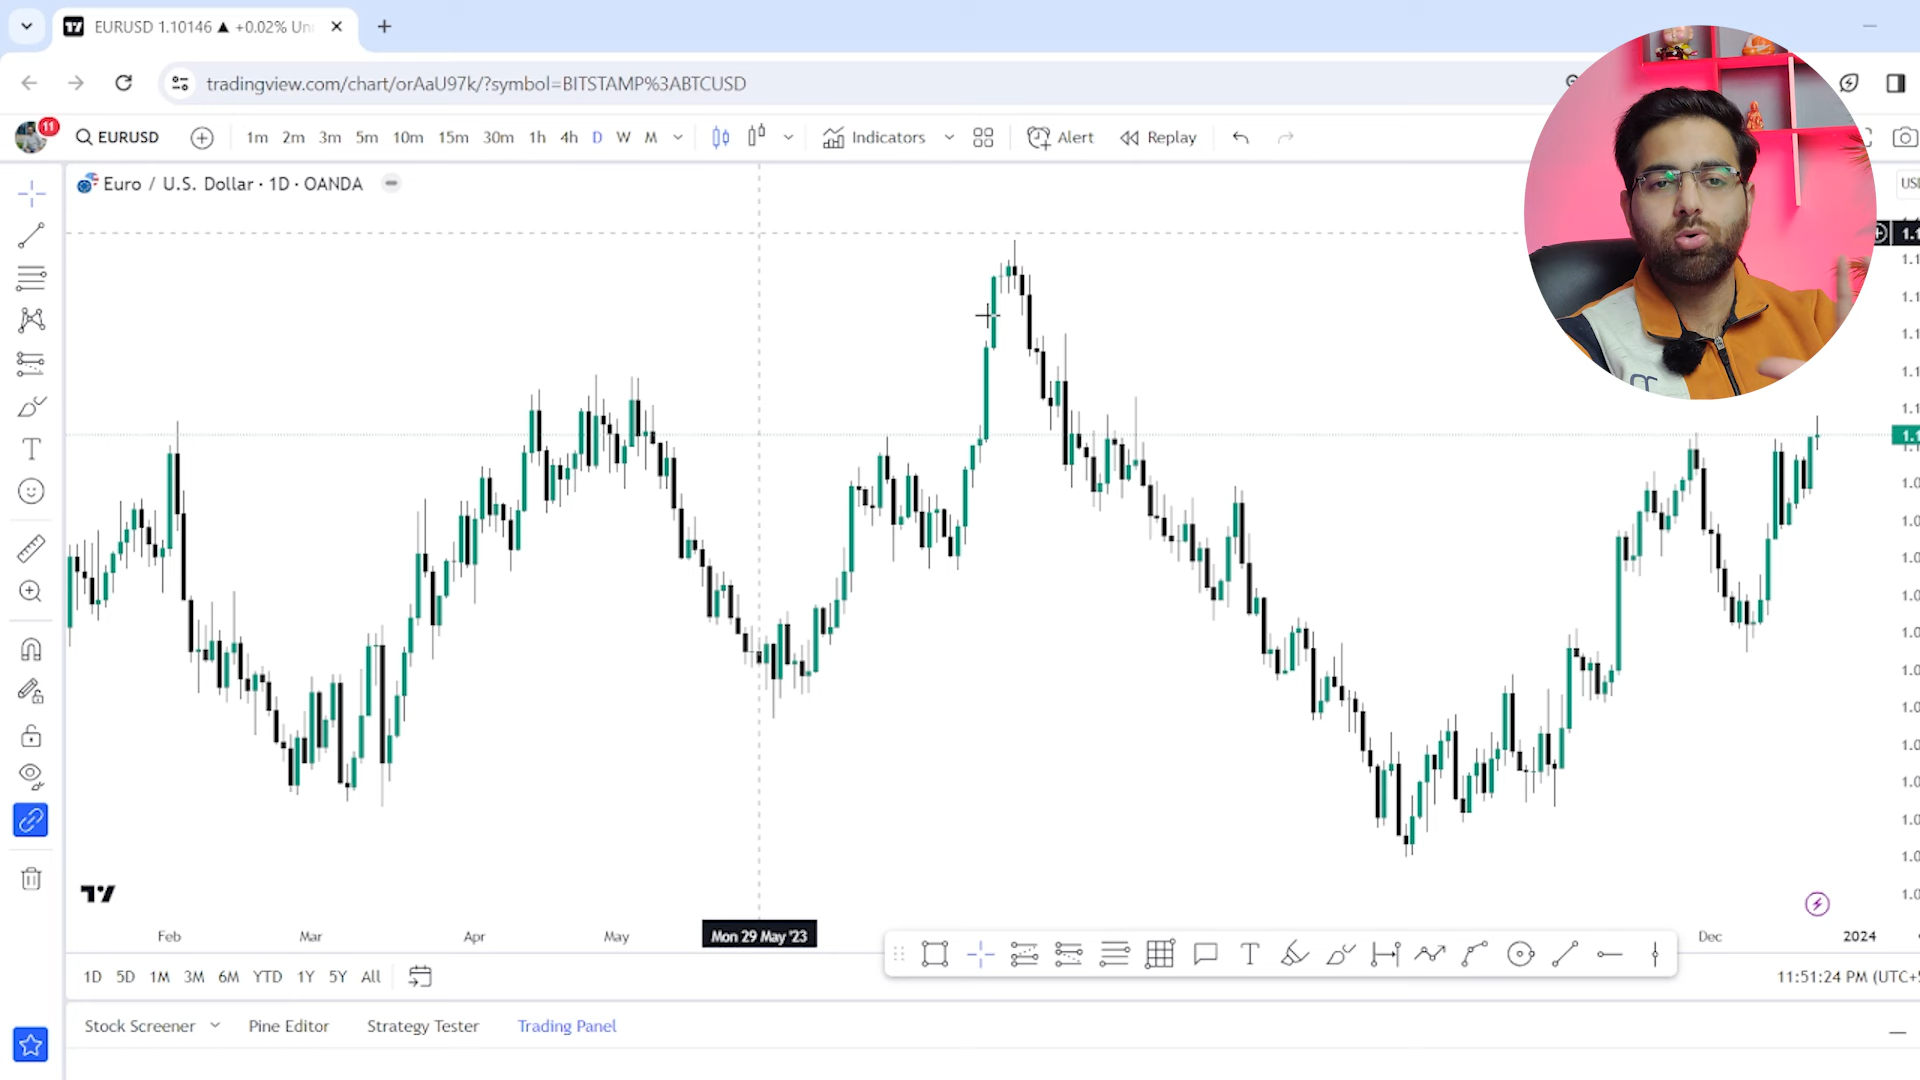 EURUSD 1.10146 ▲ +0.02% Un
tradingview.com/chart/orAaU97k/?symbol=BITSTAMP%3ABTCUSD
11
EURUSD
1m 2m 3m 5m 10m 15m 30m 1h 4h D W M
Indicators
Alert
Replay
Euro / U.S. Dollar · 1D · OANDA
Feb Mar Apr May Mon 29 May '23 Dec 2024
1D 5D 1M 3M 6M YTD 1Y 5Y All
11:51:24 PM (UTC+
Stock Screener Pine Editor Strategy Tester Trading Panel